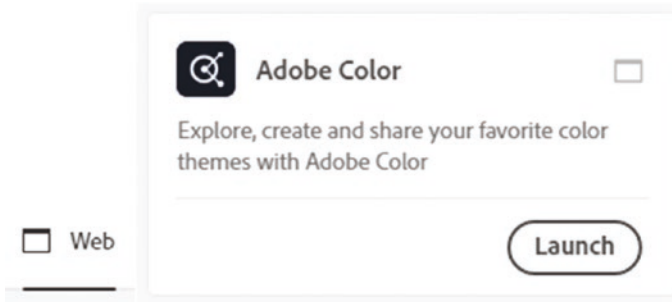 Adobe Color
Explore, create and share your favorite color
themes with Adobe Color
Web
Launch